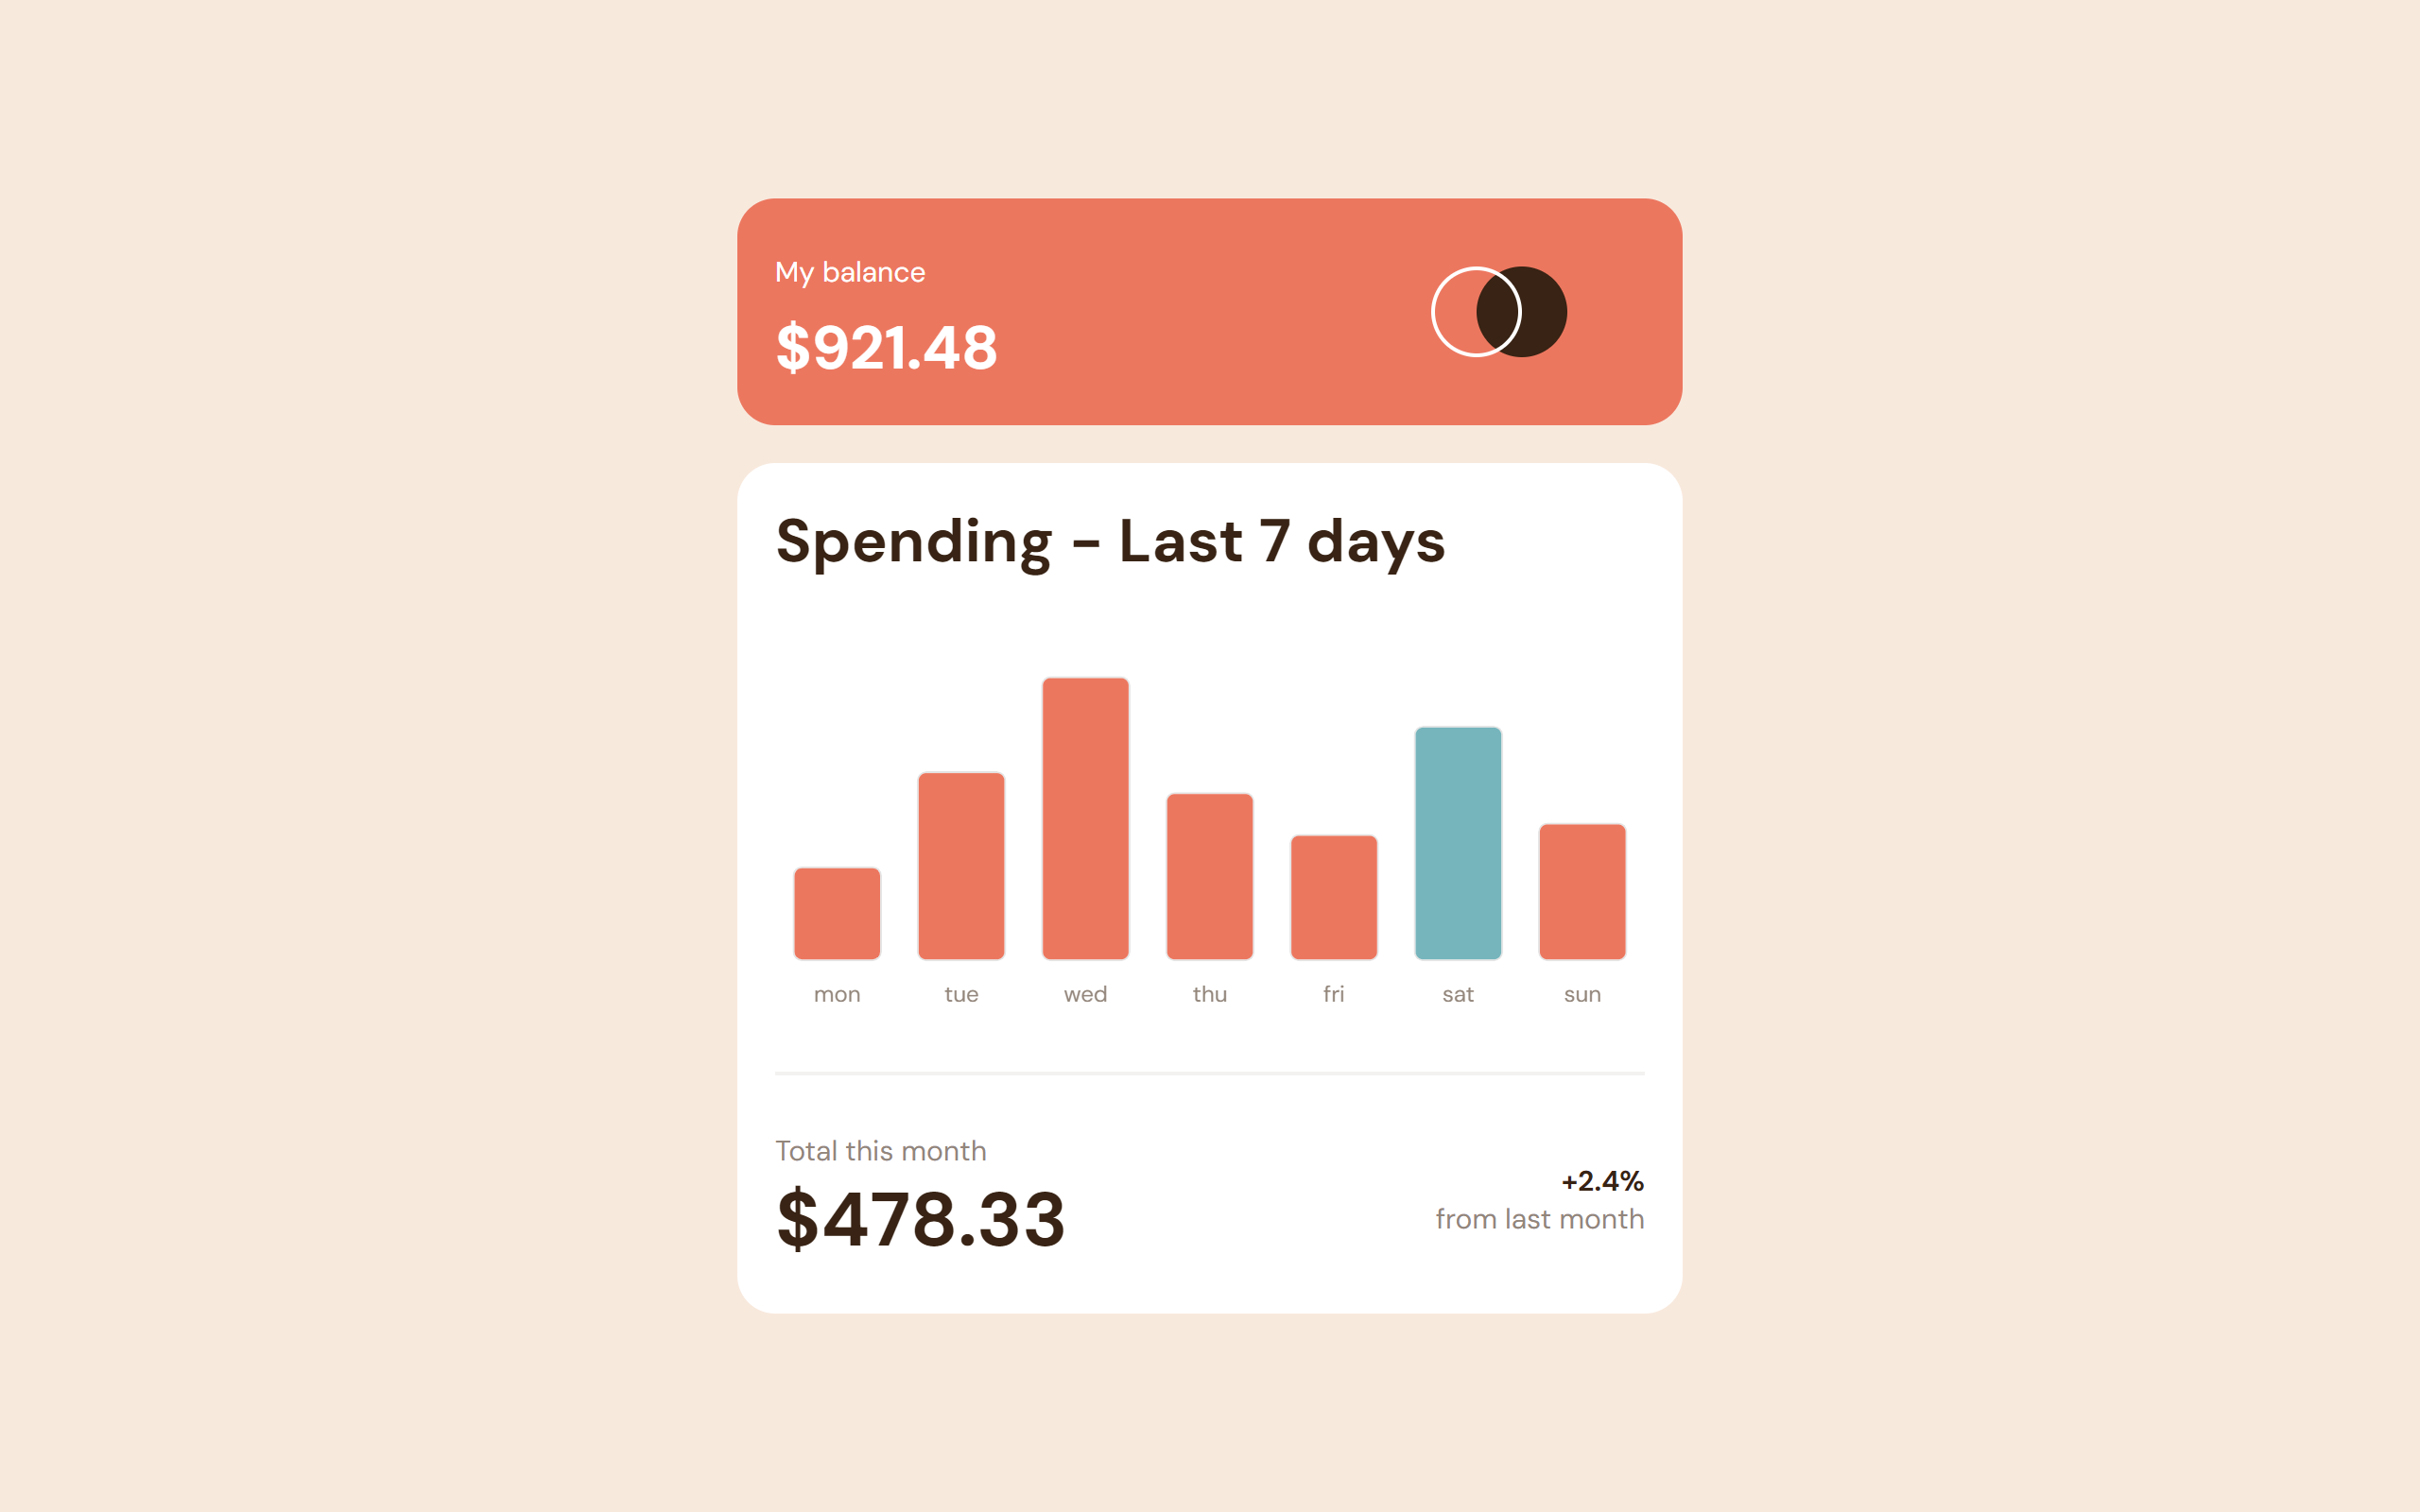 My balance
$921.48
Spending - Last 7 days
mon tue wed thu fri sat sun
Total this month
$478.33
+2.4%
from last month